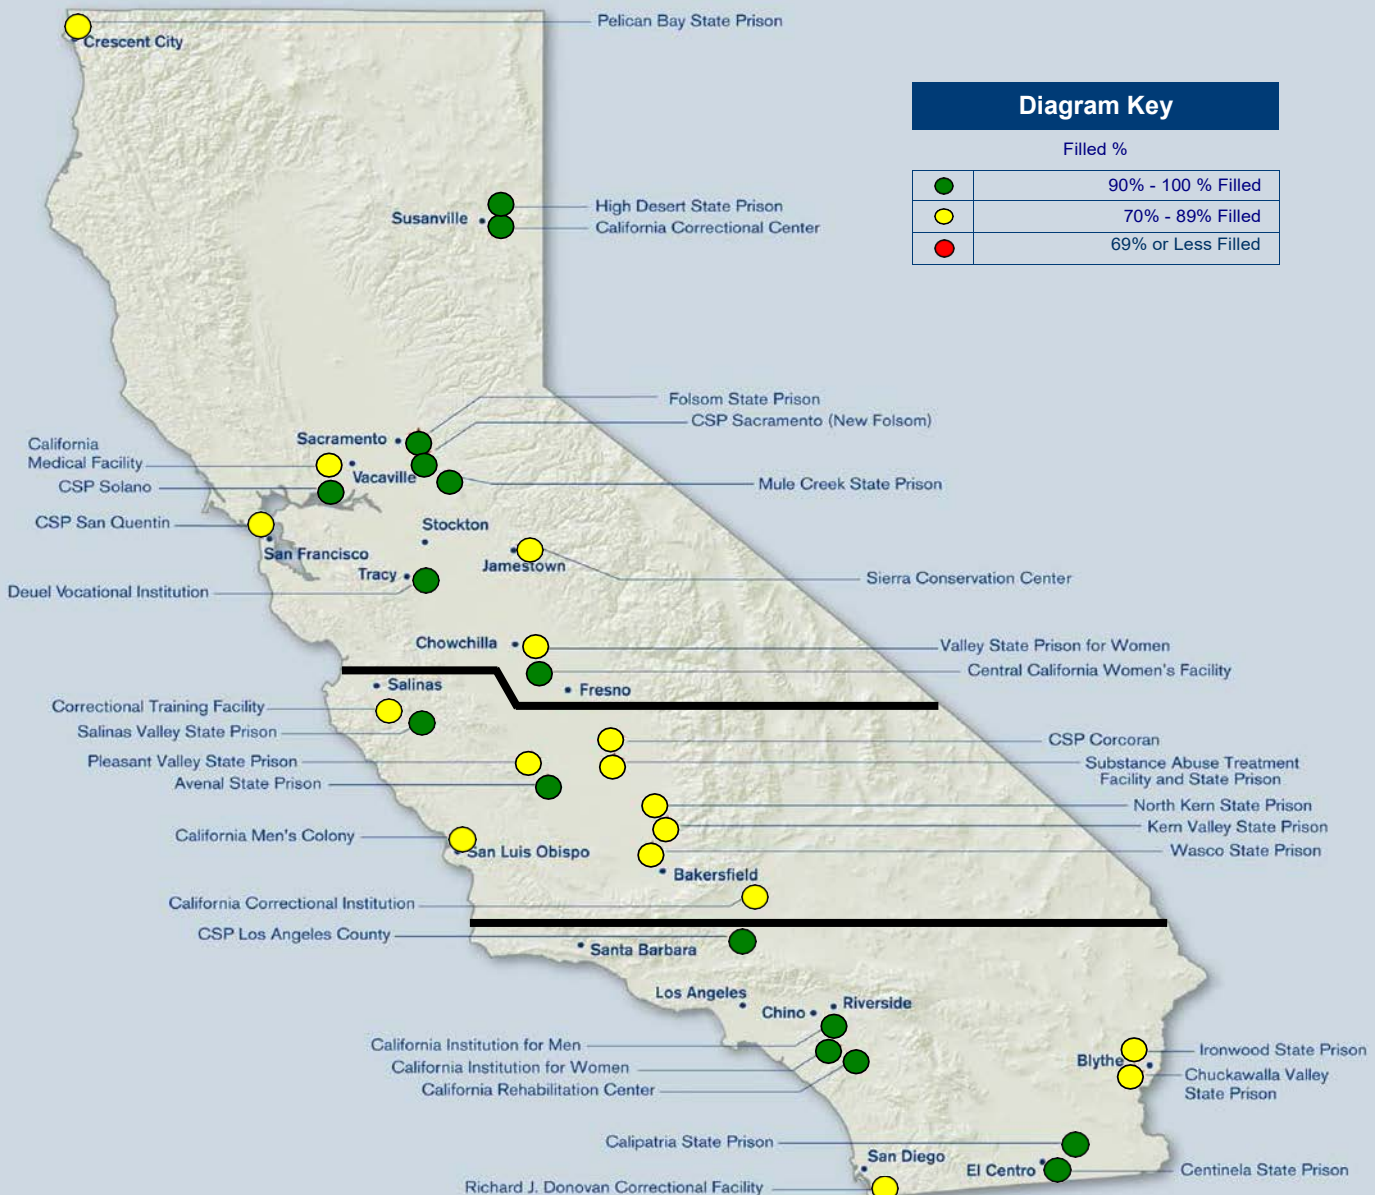 Pelican Bay State Prison
Crescent City
Diagram Key
Filled %
90% - 100 % Filled
70% - 89% Filled
69% or Less Filled
High Desert State Prison
Susanville
California Correctional Center
Folsom State Prison
CSP Sacramento (New Folsom)
Sacramento
California
Medical Facility
Vacaville
CSP Solano
Mule Creek State Prison
CSP San Quentin
Stockton
San Francisco
Jamestown
Tracy
Sierra Conservation Center
Deuel Vocational Institution
Chowchilla
Valley State Prison for Women
Central California Women's Facility
Salinas
Fresno
Correctional Training Facility
Salinas Valley State Prison
CSP Corcoran
Pleasant Valley State Prison
Substance Abuse Treatment
Facility and State Prison
Avenal State Prison
North Kern State Prison
Kern Valley State Prison
California Men's Colony
San Luis Obispo
Wasco State Prison
Bakersfield
California Correctional Institution
CSP Los Angeles County
Santa Barbara
Los Angeles
Riverside
Chino
California Institution for Men
California Institution for Women
California Rehabilitation Center
Ironwood State Prison
Blythe
Chuckawalla Valley
State Prison
Calipatria State Prison
San Diego
El Centro
Centinela State Prison
Richard J. Donovan Correctional Facility